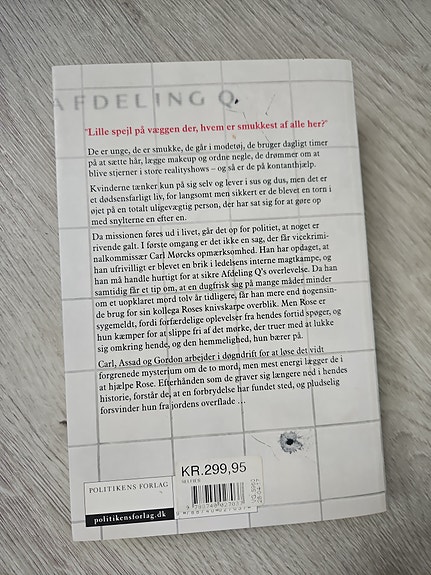 AFDELING Q
"Lille spejl på væggen der, hvem er smukkest af alle her?"
De er unge, de er smukke, de går i modetøj, de bruger dagligt timer
på at sætte hår, lægge makeup og ordne negle, de drømmer om at
blive stjerner i store realityshows – og så er de på kontanthjælp.
Kvinderne tænker kun på sig selv og lever i sus og dus, men det er
et dødsensfarligt liv, for langsomt men sikkert er de blevet en torn i
øjet på en totalt uligevægtig person, der har sat sig for at gøre op
med snylterne en efter en.
Da missionen føres ud i livet, går det op for politiet, at noget er
rivende galt. I første omgang er det ikke en sag, der får vicekrimi-
nalkommissær Carl Mørcks opmærksomhed. Han har opdaget, at
han ufrivilligt er blevet en brik i ledelsens interne magtkampe, og
han må handle hurtigt for at sikre Afdeling Q's overlevelse. Da han
samtidig får et tip om, at en dugfrisk sag på mange måder minder
om et uopklaret mord tolv år tidligere, får han mere end nogensin-
de brug for sin kollega Roses knivskarpe overblik. Men Rose er
sygemeldt, fordi forfærdelige oplevelser fra hendes fortid spøger, og
hun kæmper for at slippe fri af det mørke, der truer med at lukke
sig omkring hende, og den hemmelighed, hun bærer på.
Carl, Assad og Gordon arbejder i døgndrift for at løse det vidt
forgrenede mysterium om de to mord, men mest energi lægger de i
at hjælpe Rose. Efterhånden som de graver sig længere ned i hendes
historie, forstår de, at en forbrydelse har fundet sted, og pludselig
forsvinder hun fra jordens overflade ...
POLITIKENS FORLAG
politikensforlag.dk
KR.299,95